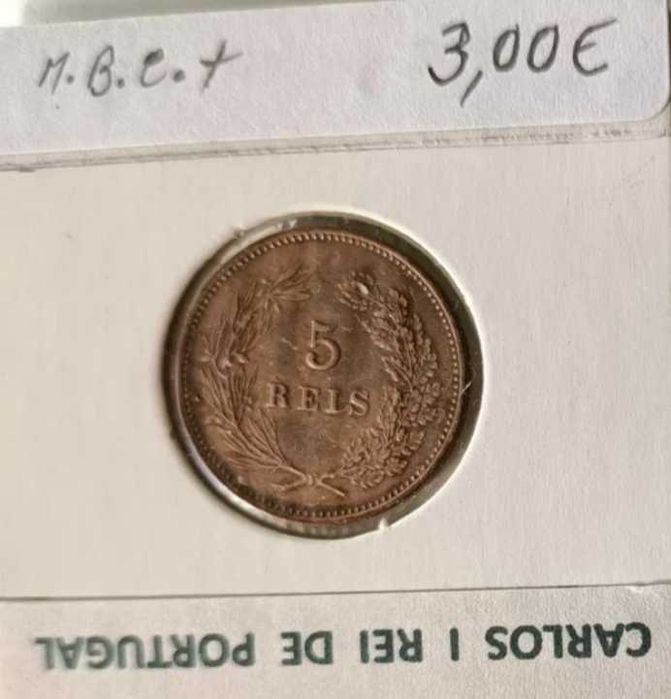 M.B.C.+ 3,00€
5
REIS
CARLOS I REI DE PORTUGAL